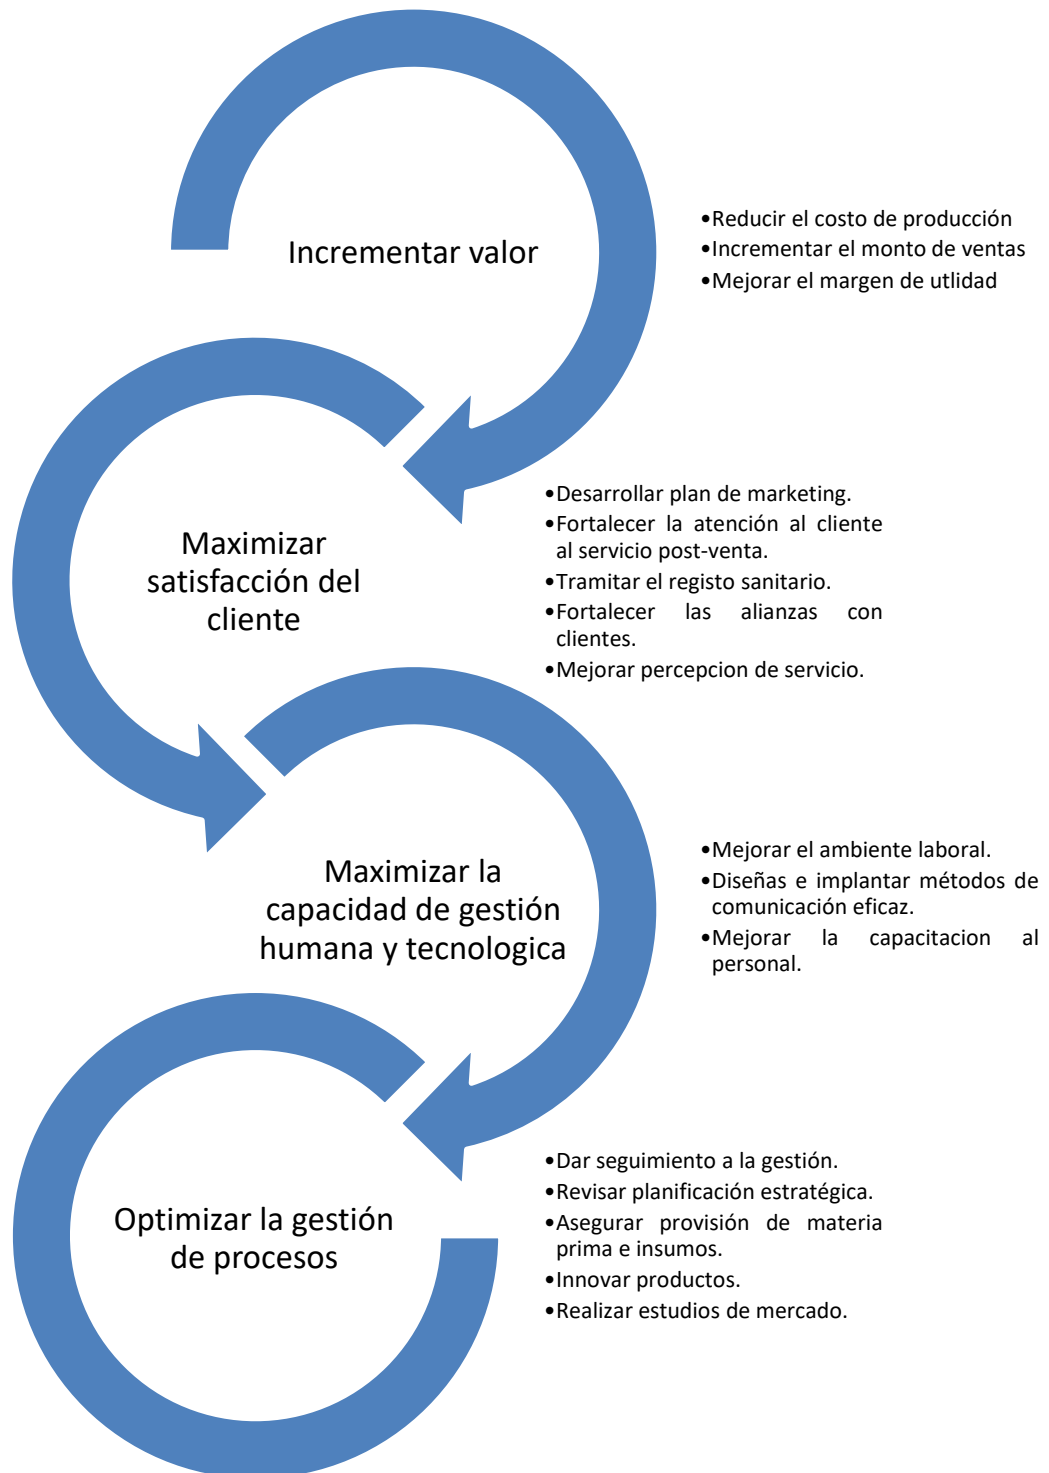 Incrementar valor
•Reducir el costo de producción
•Incrementar el monto de ventas
•Mejorar el margen de utlidad
Maximizar
satisfacción del
cliente
•Desarrollar plan de marketing.
•Fortalecer la atención al cliente
al servicio post-venta.
•Tramitar el registo sanitario.
•Fortalecer las alianzas con
clientes.
•Mejorar percepcion de servicio.
Maximizar la
capacidad de gestión
humana y tecnologica
•Mejorar el ambiente laboral.
•Diseñas e implantar métodos de
comunicación eficaz.
•Mejorar la capacitacion al
personal.
Optimizar la gestión
de procesos
•Dar seguimiento a la gestión.
•Revisar planificación estratégica.
•Asegurar provisión de materia
prima e insumos.
•Innovar productos.
•Realizar estudios de mercado.